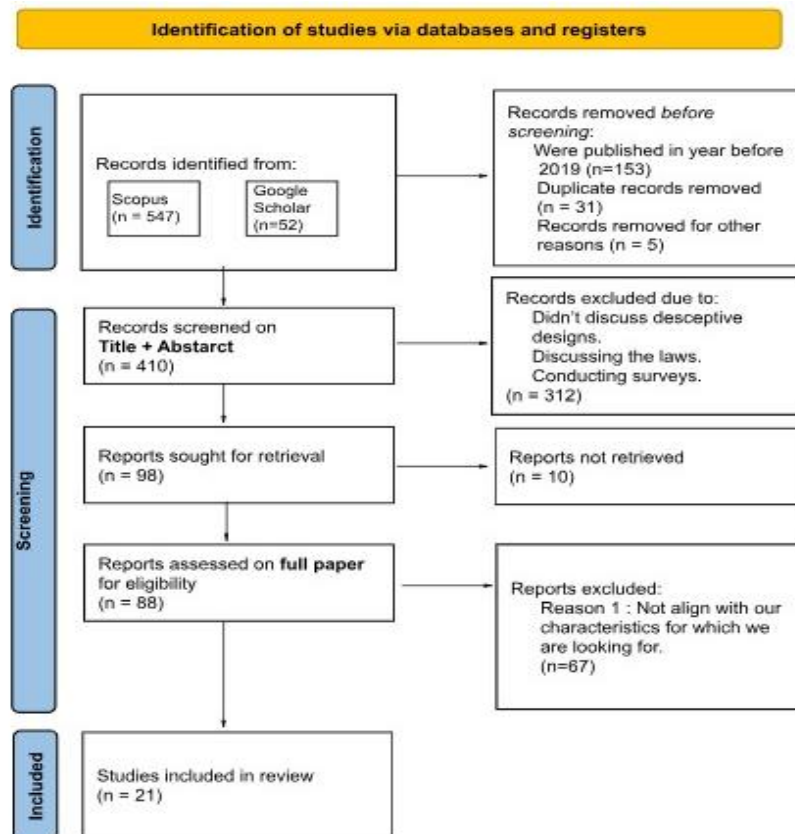 Identification of studies via databases and registers
Identification
Records identified from:
Scopus
(n = 547)
Google
Scholar
(n=52)
Records removed before
screening:
Were published in year before
2019 (n=153)
Duplicate records removed
(n = 31)
Records removed for other
reasons (n = 5)
Screening
Records screened on
Title + Abstarct
(n = 410)
Records excluded due to:
Didn't discuss desceptive
designs.
Discussing the laws.
Conducting surveys.
(n = 312)
Reports sought for retrieval
(n = 98)
Reports not retrieved
(n = 10)
Reports assessed on full paper
for eligibility
(n = 88)
Reports excluded:
Reason 1 : Not align with our
characteristics for which we
are looking for.
(n=67)
Included
Studies included in review
(n = 21)